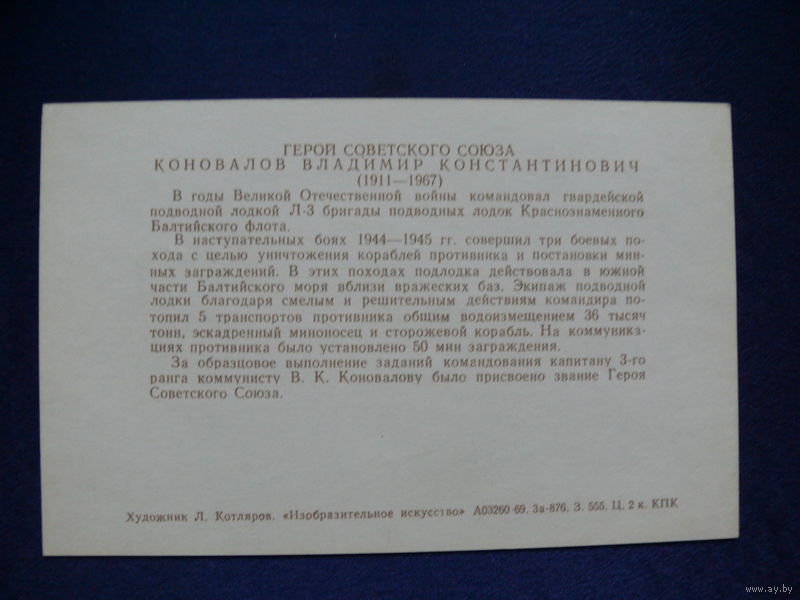 ГЕРОЙ СОВЕТСКОГО СОЮЗА
КОНОВАЛОВ ВЛАДИМИР КОНСТАНТИНОВИЧ
(1911—1967)
В годы Великой Отечественной войны командовал гвардейской
подводной лодкой Л-3 бригады подводных лодок Краснознаменного
Балтийского флота.
В наступательных боях 1944—1945 гг. совершил три боевых по-
хода с целью уничтожения кораблей противника и постановки мин-
ных заграждений. В этих походах подлодка действовала в южной
части Балтийского моря вблизи вражеских баз. Экипаж подводной
лодки благодаря смелым и решительным действиям командира по-
топил 5 транспортов противника общим водоизмещением 36 тысяч
тонн, эскадренный миноносец и сторожевой корабль. На коммуника-
циях противника было установлено 50 мин заграждения.
За образцовое выполнение заданий командования капитану 3-го
ранга коммунисту В. К. Коновалову было присвоено звание Героя
Советского Союза.
Художник Л. Котляров. «Изобразительное искусство» А03260 69. Зв-876. З. 555. Ц. 2 к. КПК
www.ay.by